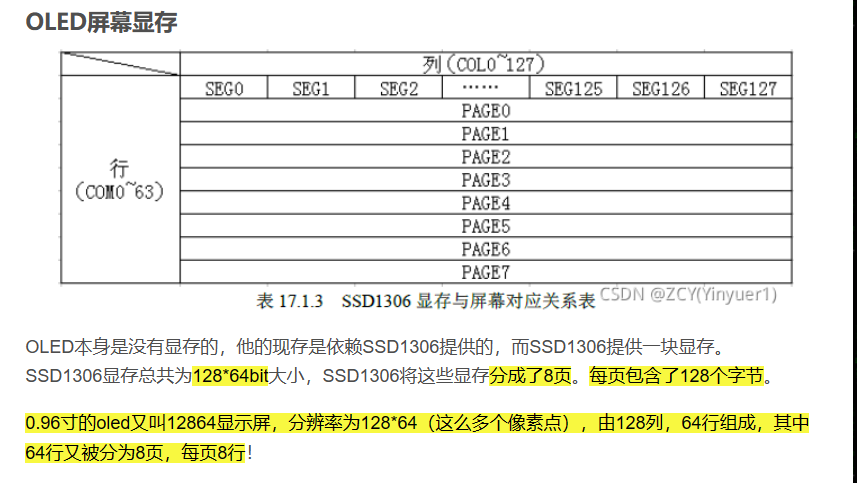 OLED屏幕显存
列(COL0~127)
SEG0 SEG1 SEG2 …… SEG125 SEG126 SEG127
行
(COM0~63)
PAGE0
PAGE1
PAGE2
PAGE3
PAGE4
PAGE5
PAGE6
PAGE7
表 17.1.3 SSD1306 显存与屏幕对应关系表
CSDN @ZCY(Yinyuer1)
OLED本身是没有显存的，他的现存是依赖SSD1306提供的，而SSD1306提供一块显存。
SSD1306显存总共为128*64bit大小，SSD1306将这些显存分成了8页。每页包含了128个字节。
0.96寸的oled又叫12864显示屏，分辨率为128*64（这么多个像素点），由128列，64行组成，其中
64行又被分为8页，每页8行！